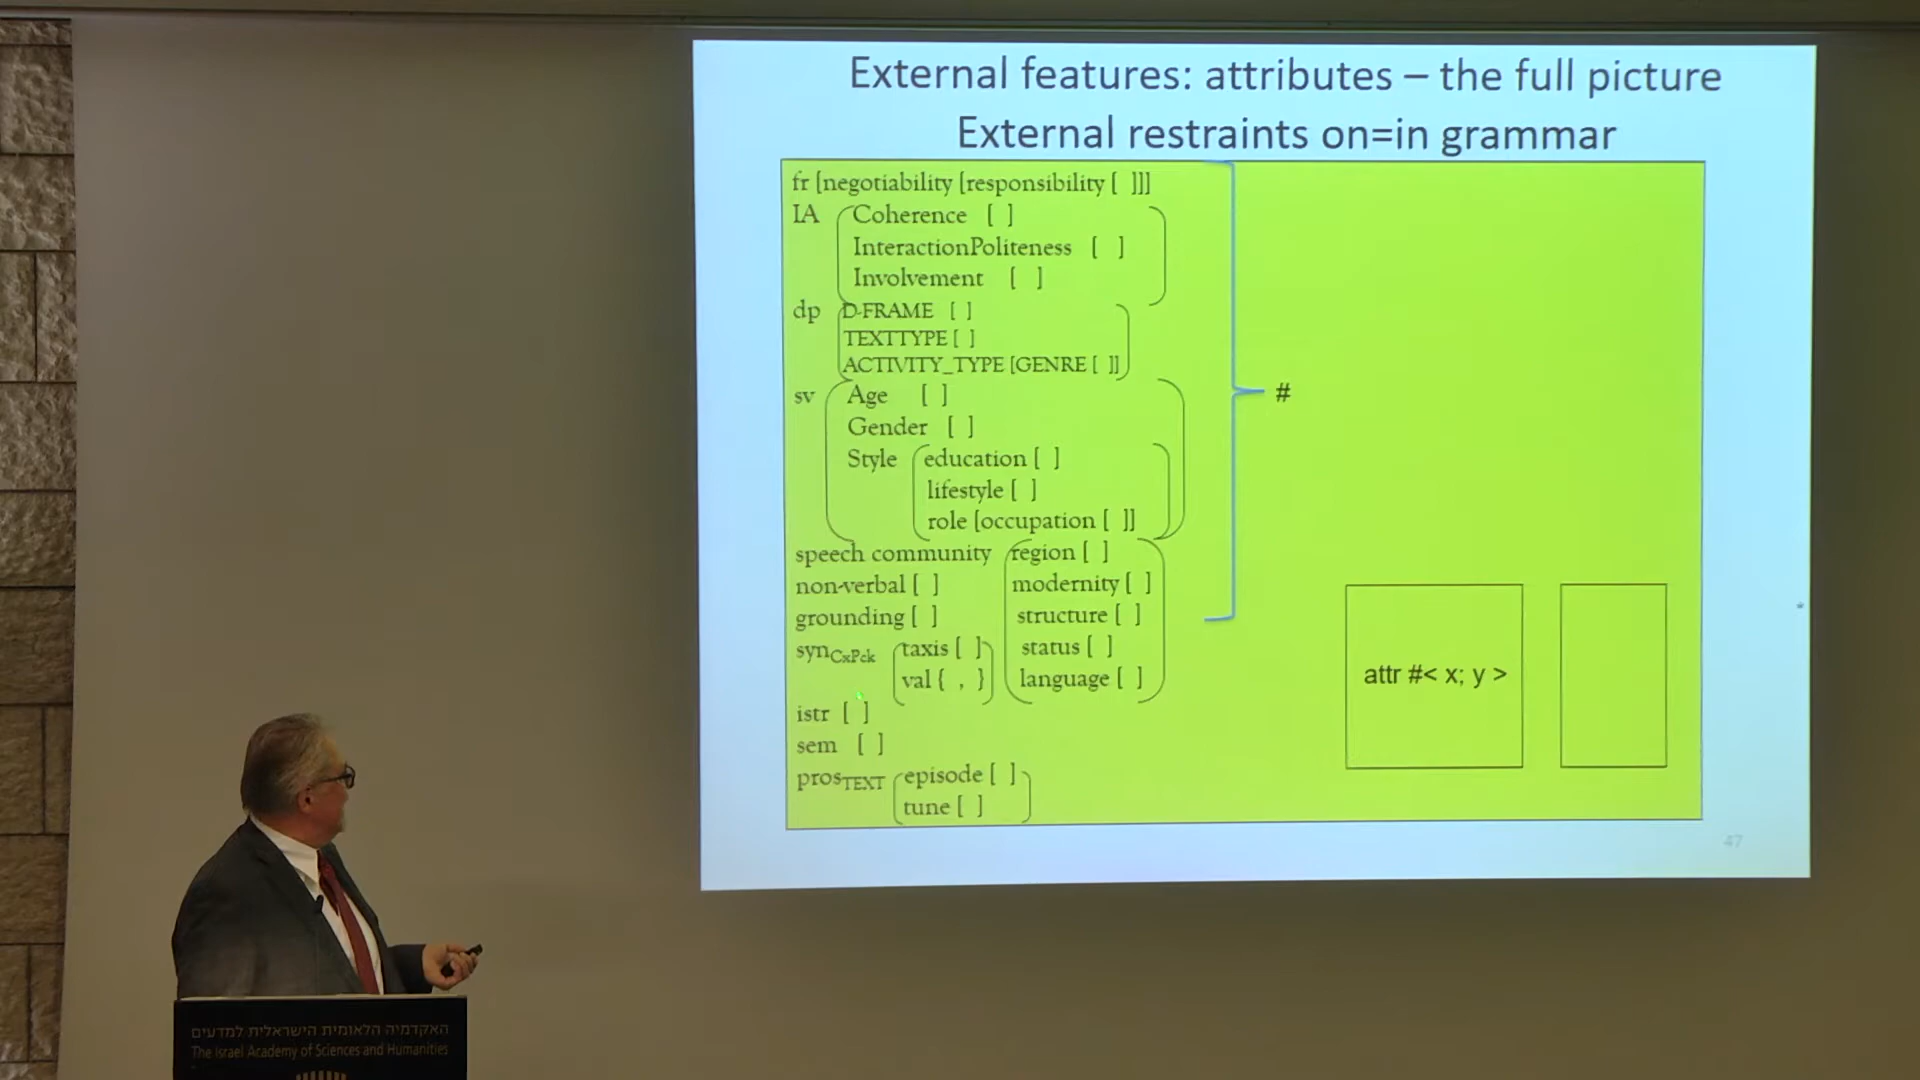 External features: attributes – the full picture
External restraints on=in grammar
fr [negotiability [responsibility [ ]]]
IA Coherence [ ]
InteractionPoliteness [ ]
Involvement [ ]
dp D-FRAME [ ]
TEXTTYPE [ ]
ACTIVITY_TYPE [GENRE [ ]]
sv Age [ ]
#
Gender [ ]
Style education [ ]
lifestyle [ ]
role [occupation [ ]]
speech community region [ ]
non-verbal [ ] modernity [ ]
grounding [ ] structure [ ]
synCxPck taxis [ ] status [ ]
val { , } language [ ]
attr #< x; y >
istr [ ]
sem [ ]
prosTEXT episode [ ]
tune [ ]
47
האקדמיה הלאומית הישראלית למדעים
The Israel Academy of Sciences and Humanities